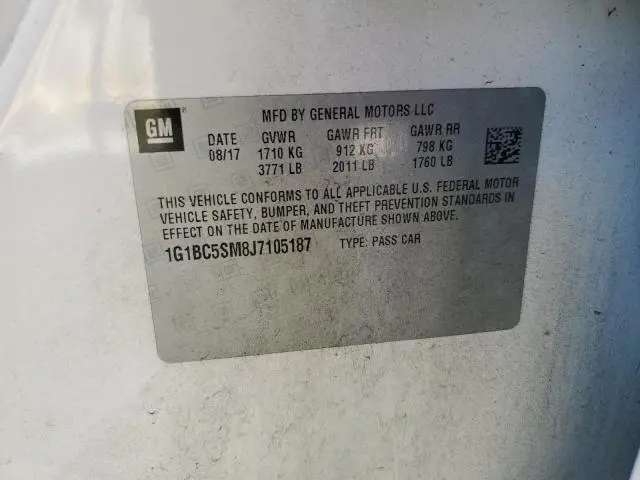 GM
MFD BY GENERAL MOTORS LLC
DATE GVWR GAWR FRT GAWR RR
08/17 1710 KG 912 KG 798 KG
3771 LB 2011 LB 1760 LB
THIS VEHICLE CONFORMS TO ALL APPLICABLE U.S. FEDERAL MOTOR
VEHICLE SAFETY, BUMPER, AND THEFT PREVENTION STANDARDS IN
EFFECT ON THE DATE OF MANUFACTURE SHOWN ABOVE.
1G1BC5SM8J7105187 TYPE: PASS CAR